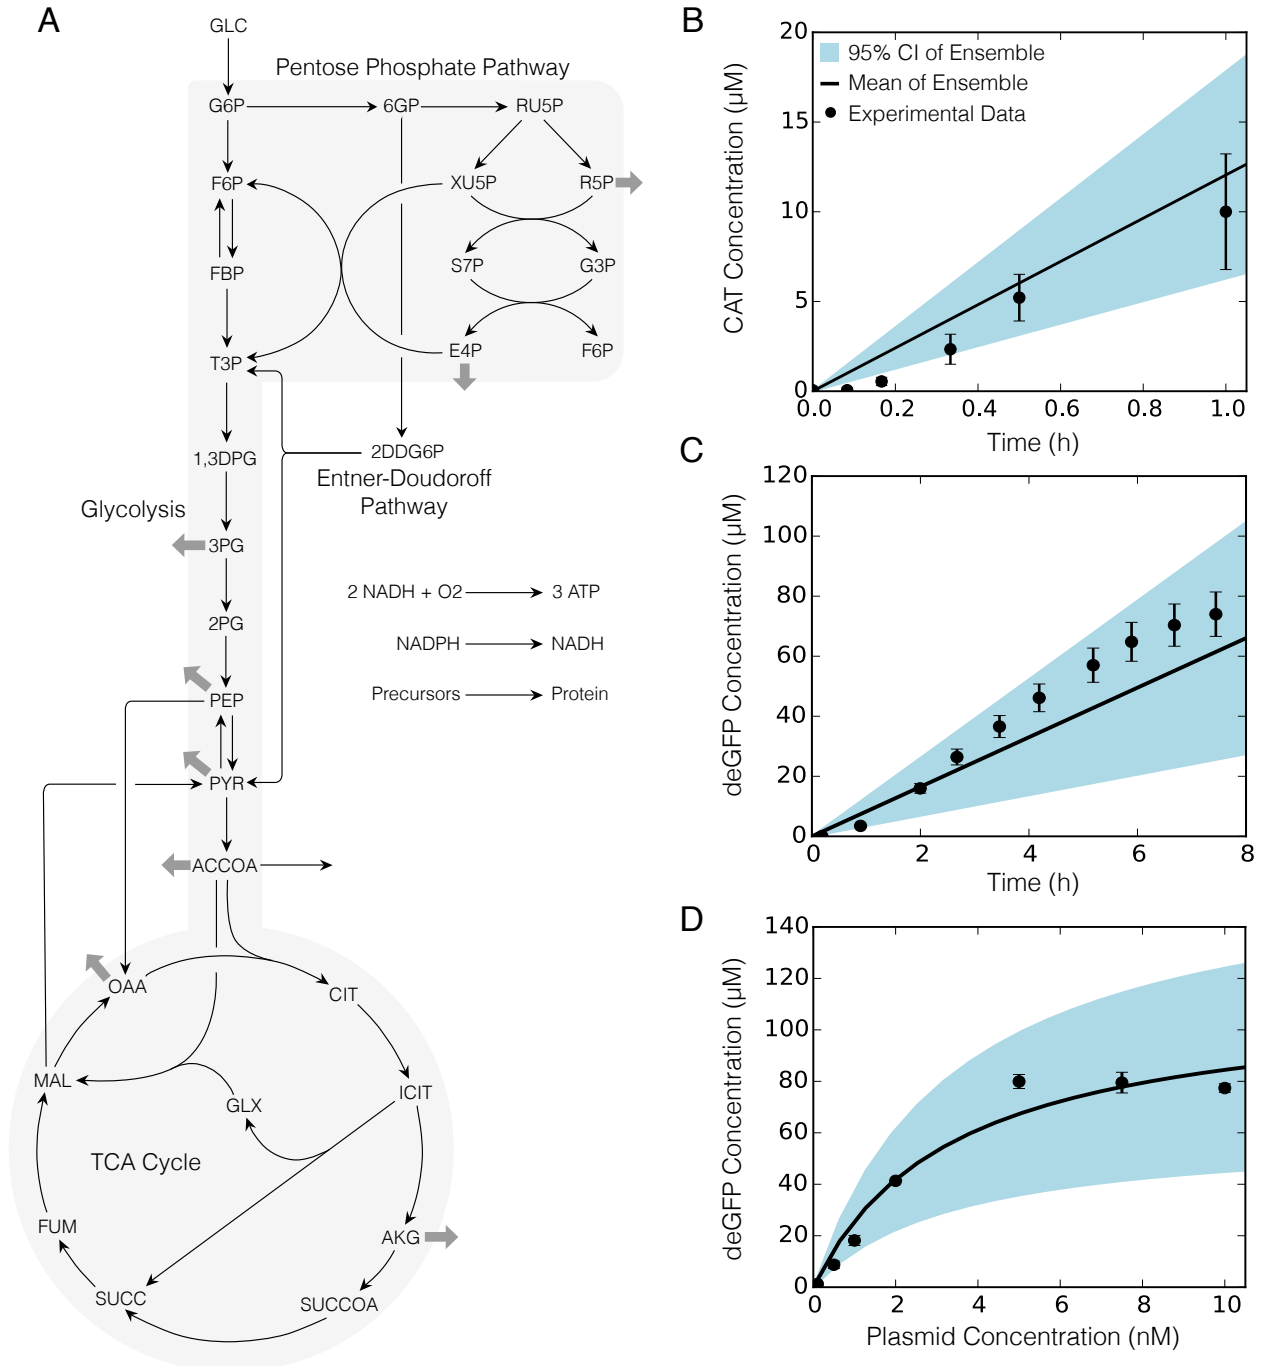 A
GLC
Pentose Phosphate Pathway
G6P
6GP
RU5P
F6P
XU5P
R5P
FBP
S7P
G3P
T3P
E4P
F6P
1,3DPG
2DDG6P
Entner-Doudoroff
Pathway
Glycolysis
3PG
2 NADH + O2
3 ATP
2PG
NADPH
NADH
PEP
Precursors
Protein
PYR
ACCOA
OAA
CIT
MAL
GLX
ICIT
TCA Cycle
FUM
AKG
SUCC
SUCCOA
B
CAT Concentration (µM)
20
15
10
5
0
95% CI of Ensemble
Mean of Ensemble
Experimental Data
0.0 0.2 0.4 0.6 0.8 1.0
Time (h)
C
deGFP Concentration (µM)
120
100
80
60
40
20
0
0 2 4 6 8
Time (h)
D
deGFP Concentration (µM)
140
120
100
80
60
40
20
0
0 2 4 6 8 10
Plasmid Concentration (nM)